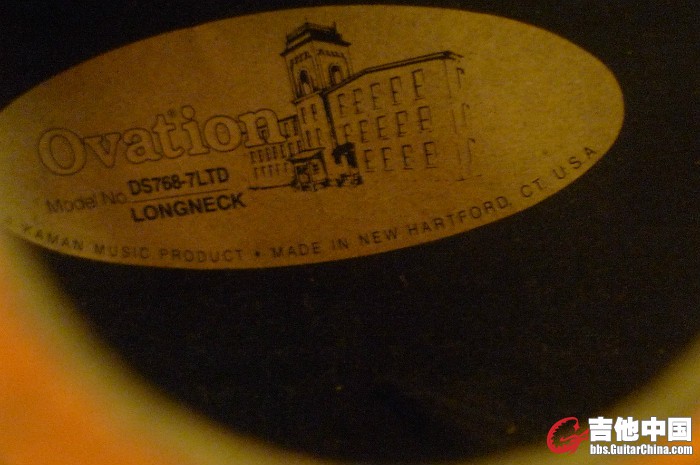 Ovation®
Model No. DS768-7LTD
LONGNECK
KAMAN MUSIC PRODUCT • MADE IN NEW HARTFORD, CT. U.S.A.
吉他中国
bbs.GuitarChina.com